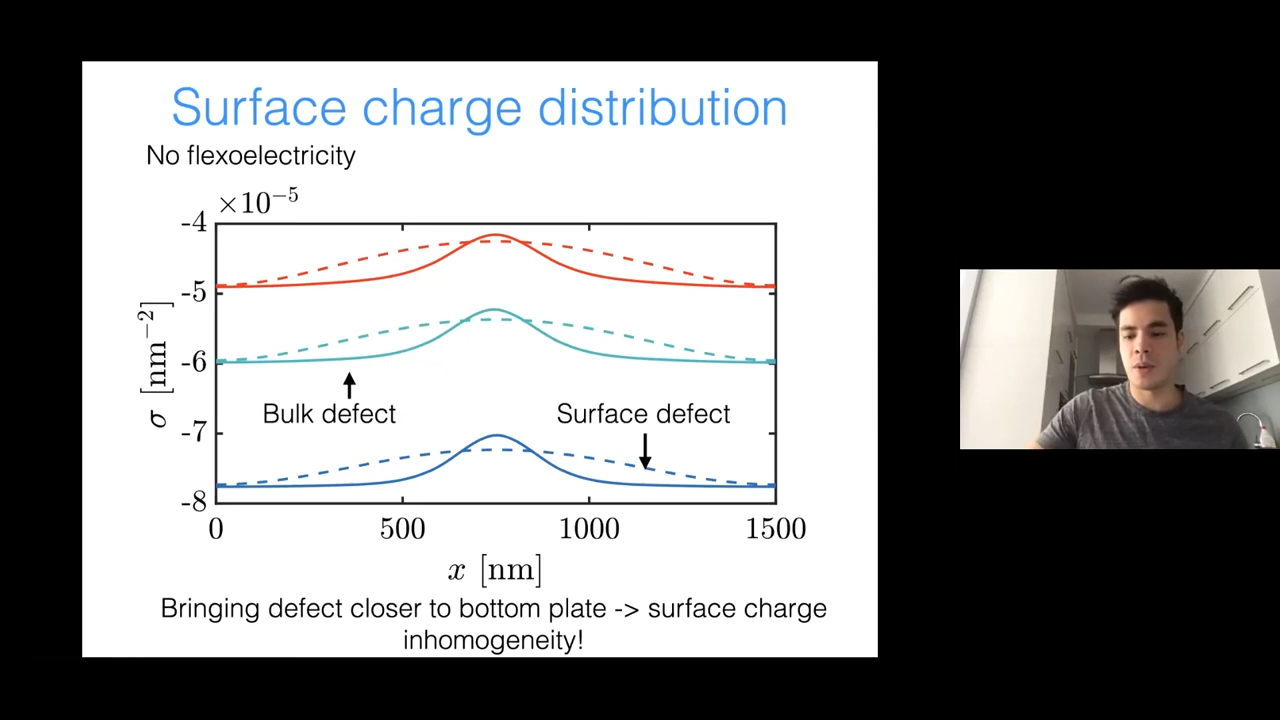 Surface charge distribution
No flexoelectricity
×10⁻⁵
-4
-5
-6
-7
-8
σ [nm⁻²]
Bulk defect
Surface defect
0 500 1000 1500
x [nm]
Bringing defect closer to bottom plate -> surface charge
inhomogeneity!